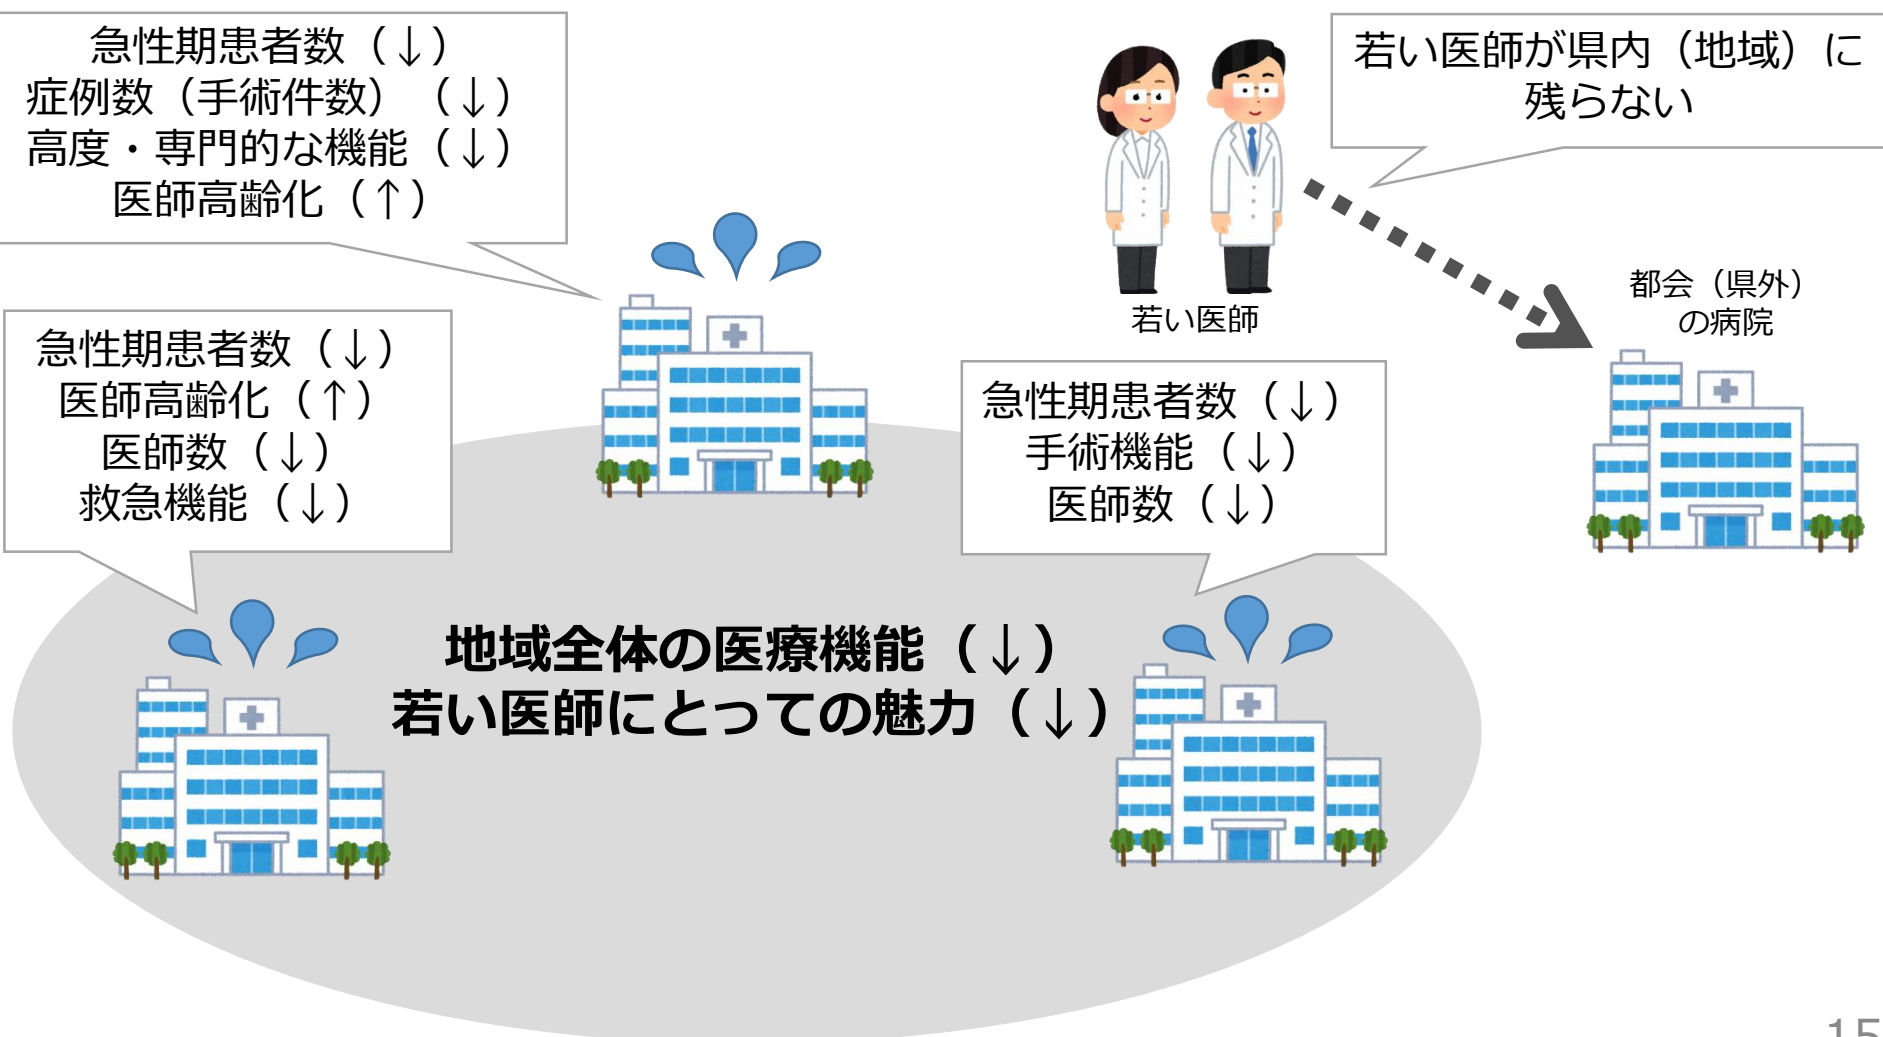 急性期患者数（↓）
症例数（手術件数）（↓）
高度・専門的な機能（↓）
医師高齢化（↑）
若い医師が県内（地域）に
残らない
若い医師
都会（県外）
の病院
急性期患者数（↓）
医師高齢化（↑）
医師数（↓）
救急機能（↓）
急性期患者数（↓）
手術機能（↓）
医師数（↓）
地域全体の医療機能（↓）
若い医師にとっての魅力（↓）
15